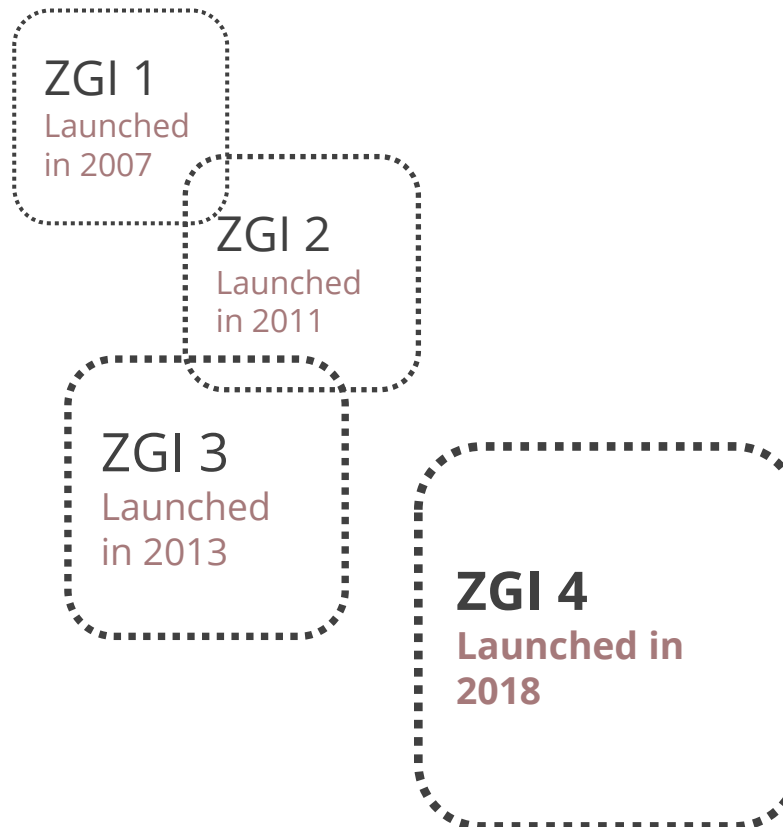 ZGI 1
Launched
in 2007
ZGI 2
Launched
in 2011
ZGI 3
Launched
in 2013
ZGI 4
Launched in
2018